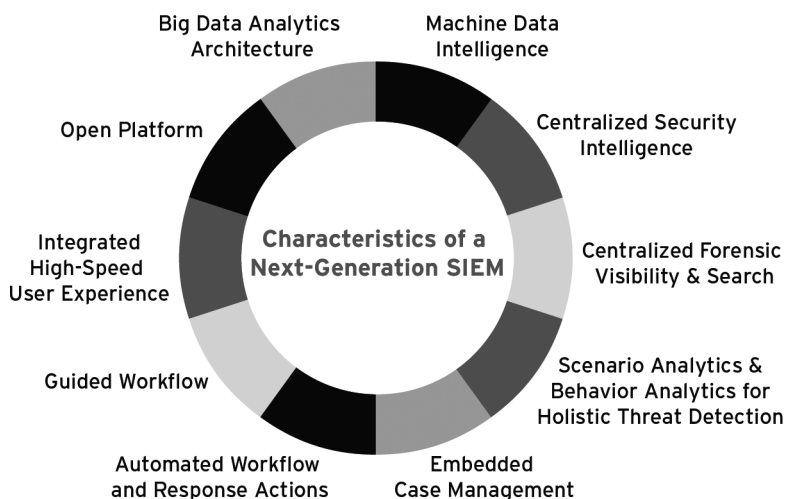 Big Data Analytics
Architecture
Machine Data
Intelligence
Centralized Security
Intelligence
Centralized Forensic
Visibility & Search
Scenario Analytics &
Behavior Analytics for
Holistic Threat Detection
Embedded
Case Management
Automated Workflow
and Response Actions
Guided Workflow
Integrated
High-Speed
User Experience
Open Platform
Characteristics of a
Next-Generation SIEM